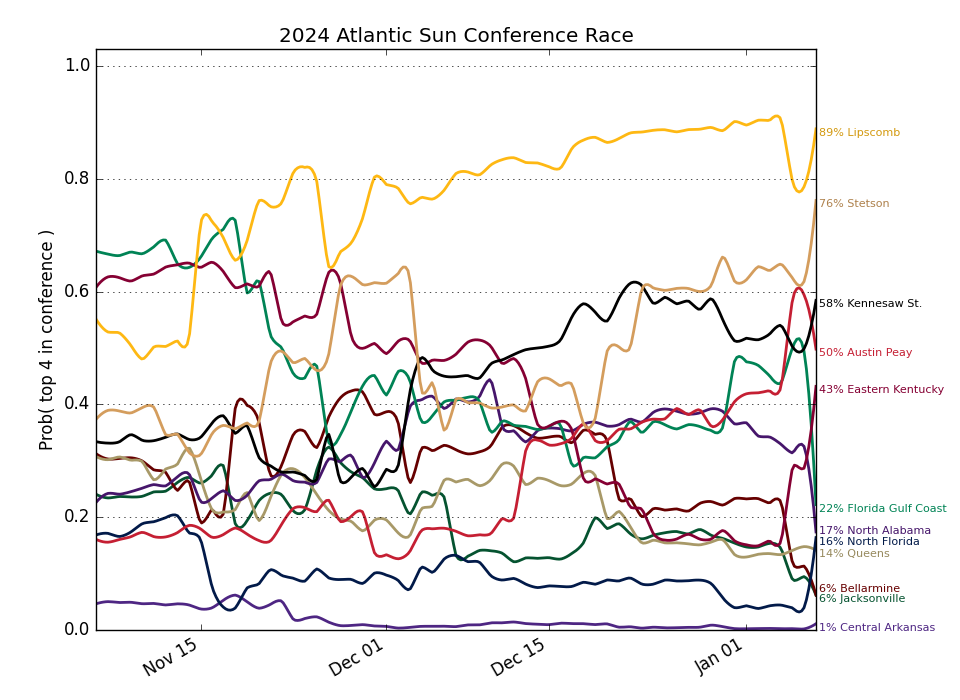 2024 Atlantic Sun Conference Race
Prob( top 4 in conference )
1.0
0.8
0.6
0.4
0.2
0.0
Nov 15
Dec 01
Dec 15
Jan 01
89% Lipscomb
76% Stetson
58% Kennesaw St.
50% Austin Peay
43% Eastern Kentucky
22% Florida Gulf Coast
17% North Alabama
16% North Florida
14% Queens
6% Bellarmine
6% Jacksonville
1% Central Arkansas